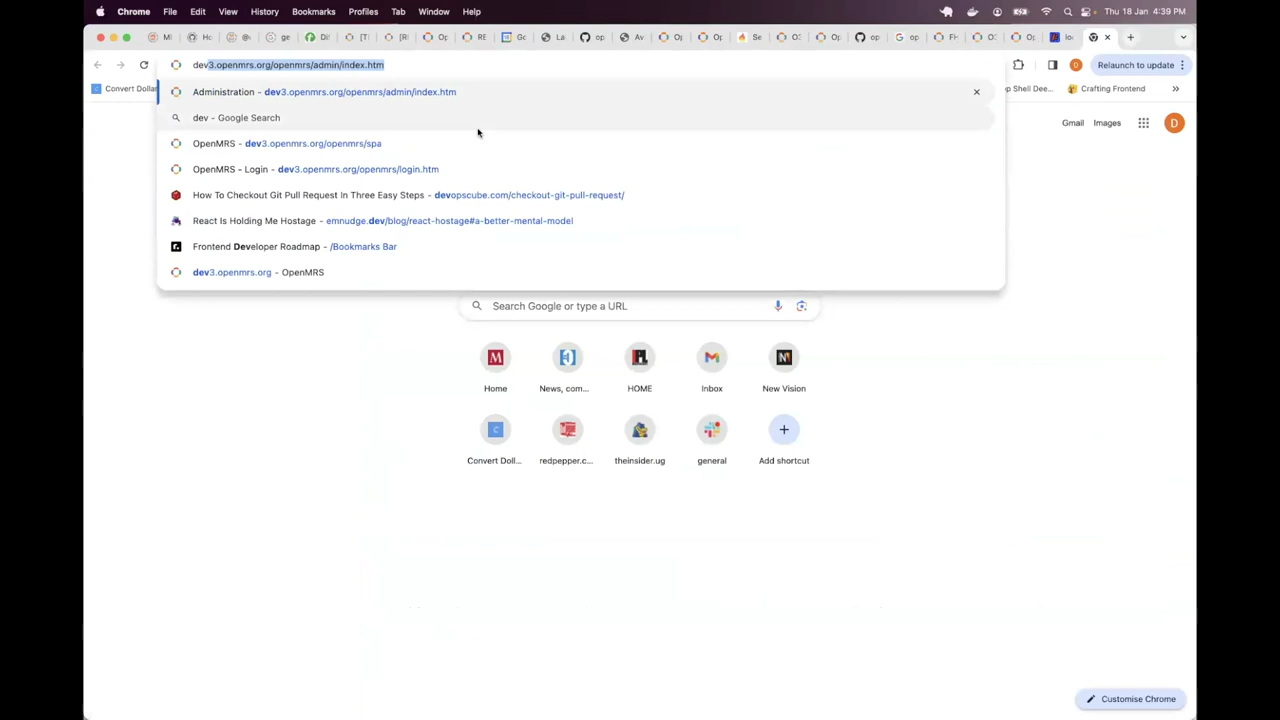 Chrome File Edit View History Bookmarks Profiles Tab Window Help Thu 18 Jan 4:39 PM
dev3.openmrs.org/openmrs/admin/index.htm
Relaunch to update
Administration - dev3.openmrs.org/openmrs/admin/index.htm
Convert Dollar
Crafting Frontend
dev - Google Search
Gmail Images
OpenMRS - dev3.openmrs.org/openmrs/spa
OpenMRS - Login - dev3.openmrs.org/openmrs/login.htm
How To Checkout Git Pull Request In Three Easy Steps - devopscube.com/checkout-git-pull-request/
React Is Holding Me Hostage - emnudge.dev/blog/react-hostage#a-better-mental-model
Frontend Developer Roadmap - /Bookmarks Bar
dev3.openmrs.org - OpenMRS
Search Google or type a URL
Home News, com... HOME Inbox New Vision
Convert Doll... redpepper.c... theinsider.ug general Add shortcut
Customise Chrome